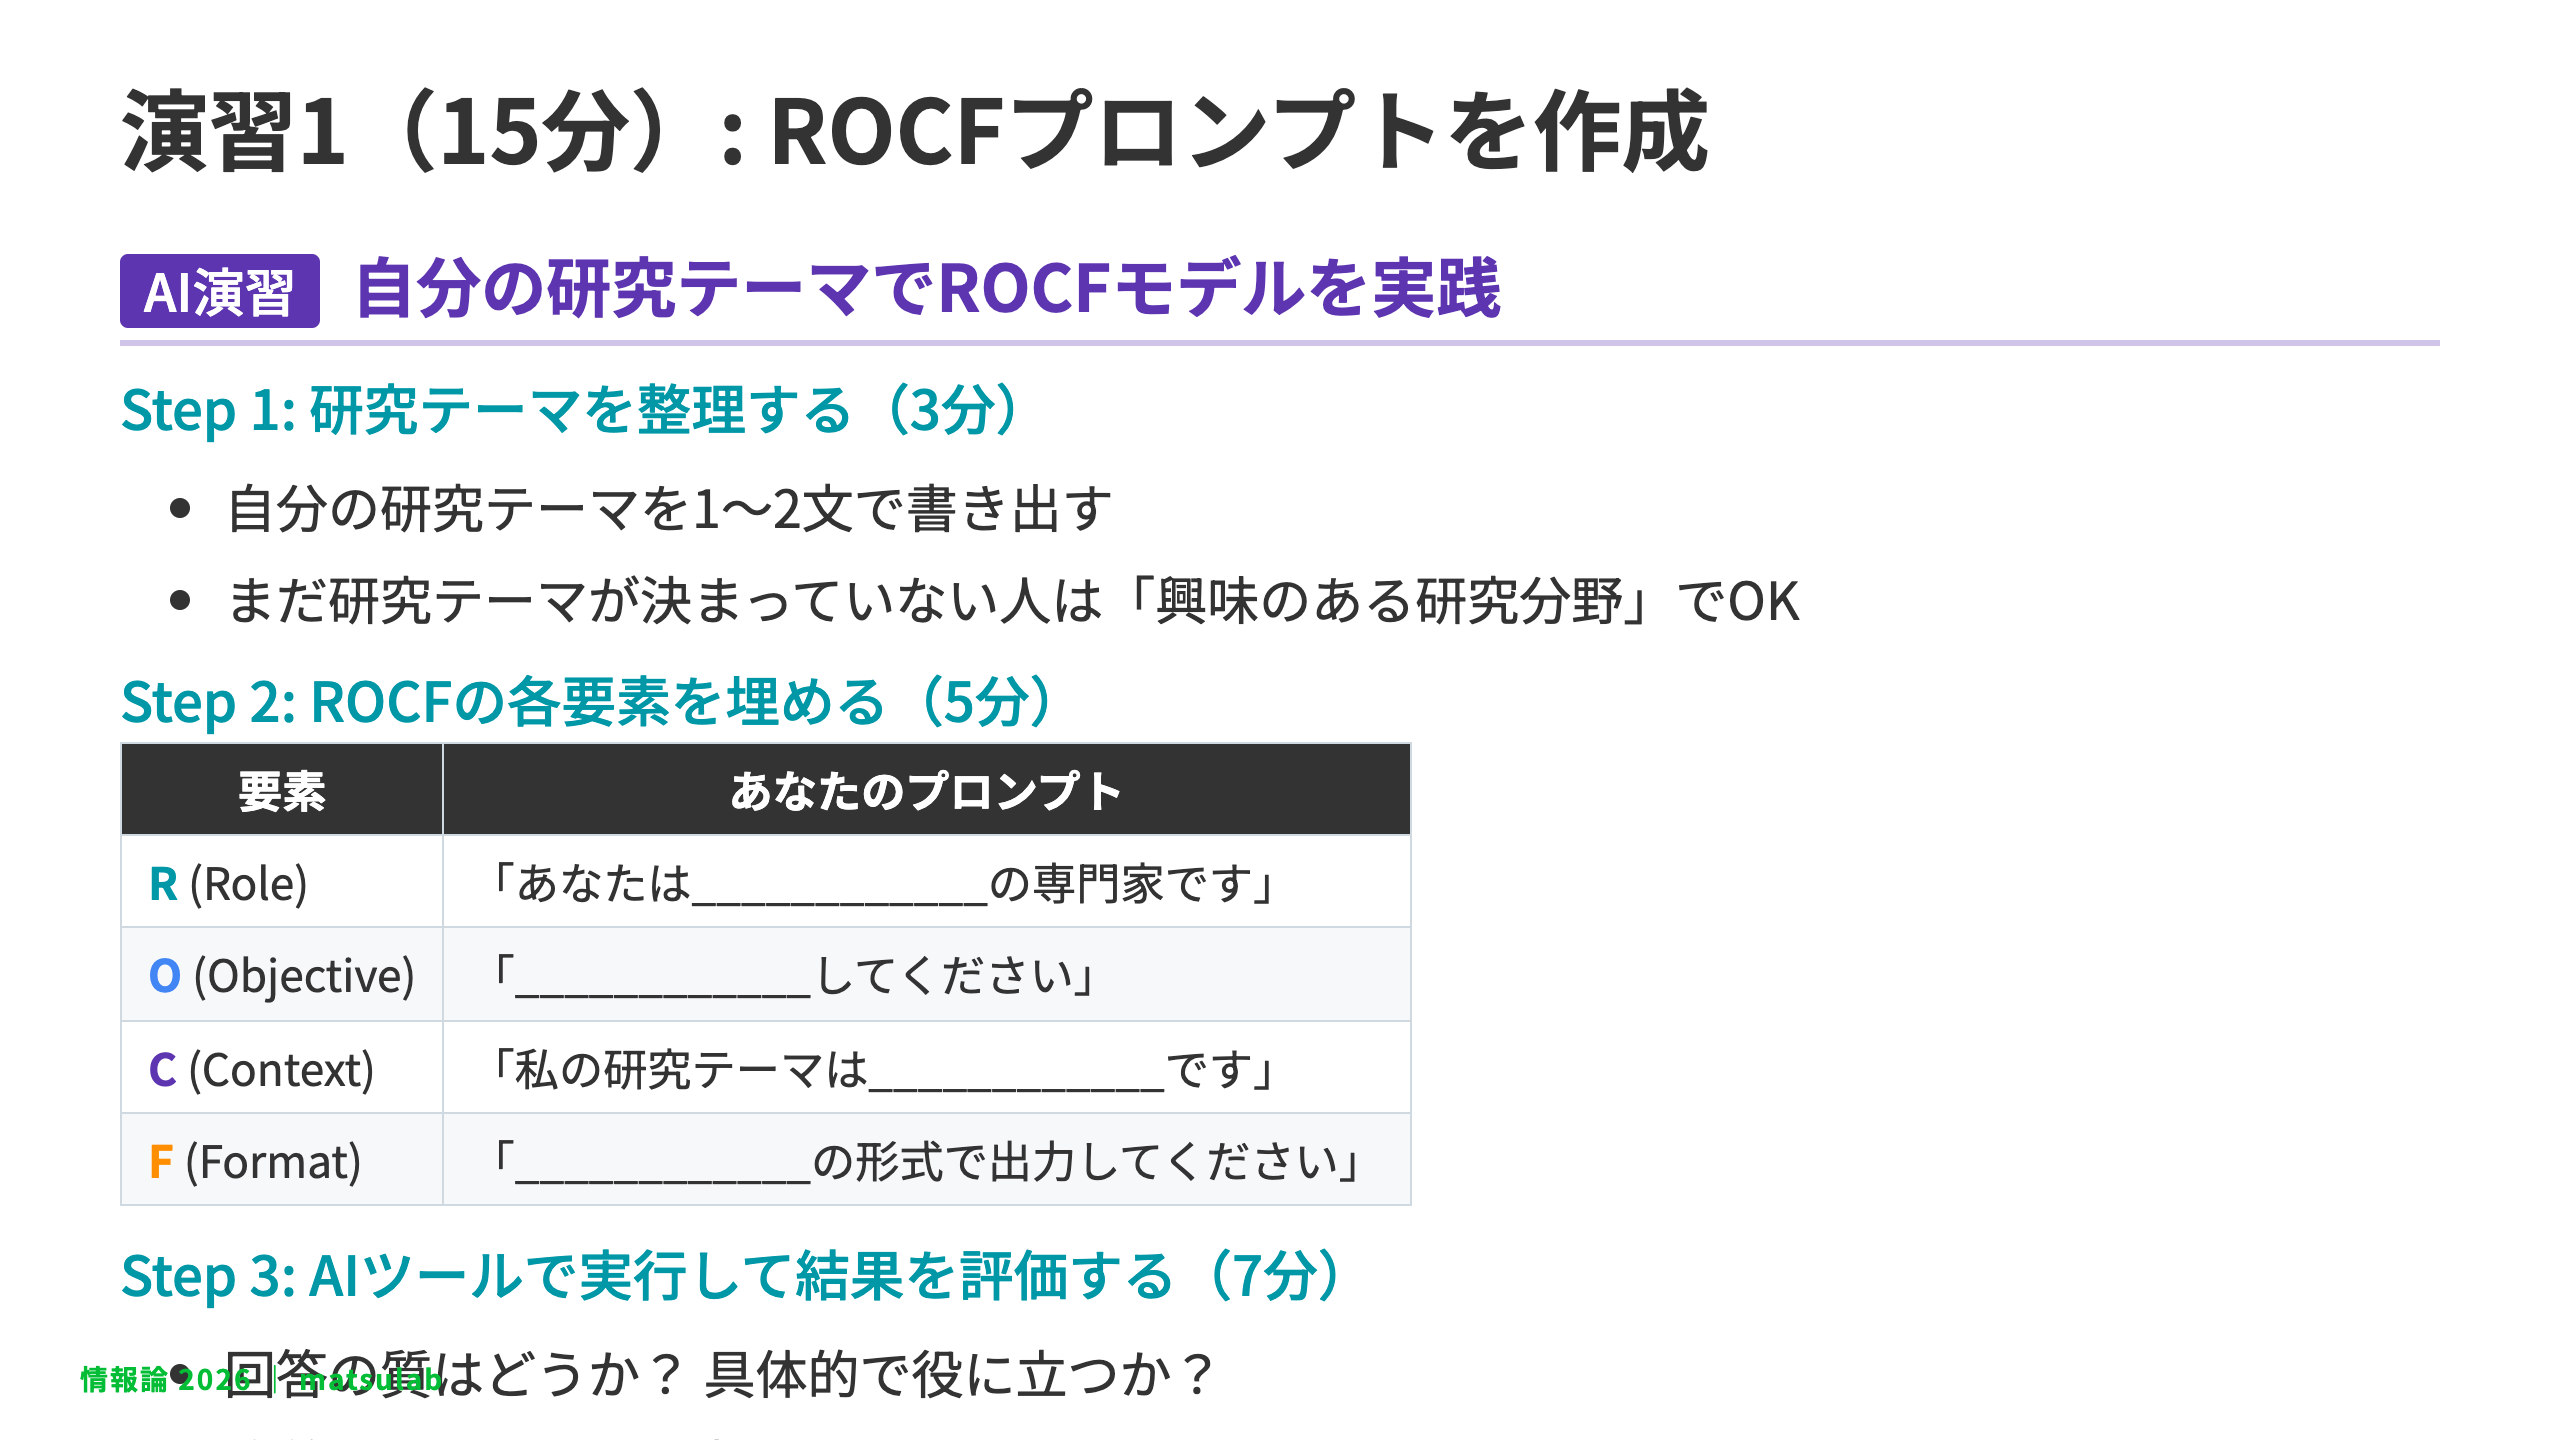 演習1（15分）: ROCFプロンプトを作成
AI演習 自分の研究テーマでROCFモデルを実践
Step 1: 研究テーマを整理する（3分）
• 自分の研究テーマを1〜2文で書き出す
• まだ研究テーマが決まっていない人は「興味のある研究分野」でOK
Step 2: ROCFの各要素を埋める（5分）
要素 あなたのプロンプト
R (Role) 「あなたは____________の専門家です」
O (Objective) 「____________してください」
C (Context) 「私の研究テーマは____________です」
F (Format) 「____________の形式で出力してください」
Step 3: AIツールで実行して結果を評価する（7分）
• 回答の質はどうか？ 具体的で役に立つか？
情報論 2026 | matsulab